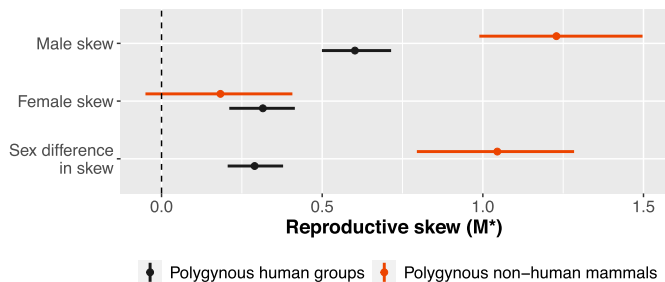 Male skew
Female skew
Sex difference
in skew
0.0 0.5 1.0 1.5
Reproductive skew (M*)
Polygynous human groups Polygynous non-human mammals